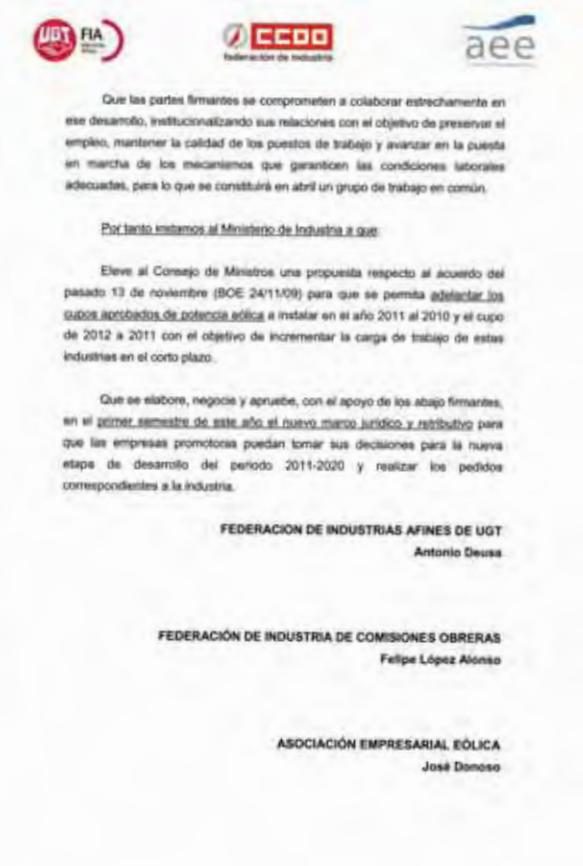 UGT FIA
CCOO
federación de industria
aee
Que las partes firmantes se comprometen a colaborar estrechamente en
ese desarrollo, institucionalizando sus relaciones con el objetivo de preservar el
empleo, mantener la calidad de los puestos de trabajo y avanzar en la puesta
en marcha de los mecanismos que garanticen las condiciones laborales
adecuadas, para lo que se constituirá en abril un grupo de trabajo en común.
Por tanto instamos al Ministerio de Industria a que:
Eleve al Consejo de Ministros una propuesta respecto al acuerdo del
pasado 13 de noviembre (BOE 24/11/09) para que se permita adelantar los
cupos aprobados de potencia eólica a instalar en el año 2011 al 2010 y el cupo
de 2012 a 2011 con el objetivo de incrementar la carga de trabajo de estas
industrias en el corto plazo.
Que se elabore, negocie y apruebe, con el apoyo de los abajo firmantes,
en el primer semestre de este año el nuevo marco jurídico y retributivo para
que las empresas promotoras puedan tomar sus decisiones para la nueva
etapa de desarrollo del periodo 2011-2020 y realizar los pedidos
correspondientes a la industria.
FEDERACION DE INDUSTRIAS AFINES DE UGT
Antonio Deusa
FEDERACIÓN DE INDUSTRIA DE COMISIONES OBRERAS
Felipe López Alonso
ASOCIACIÓN EMPRESARIAL EÓLICA
José Donoso